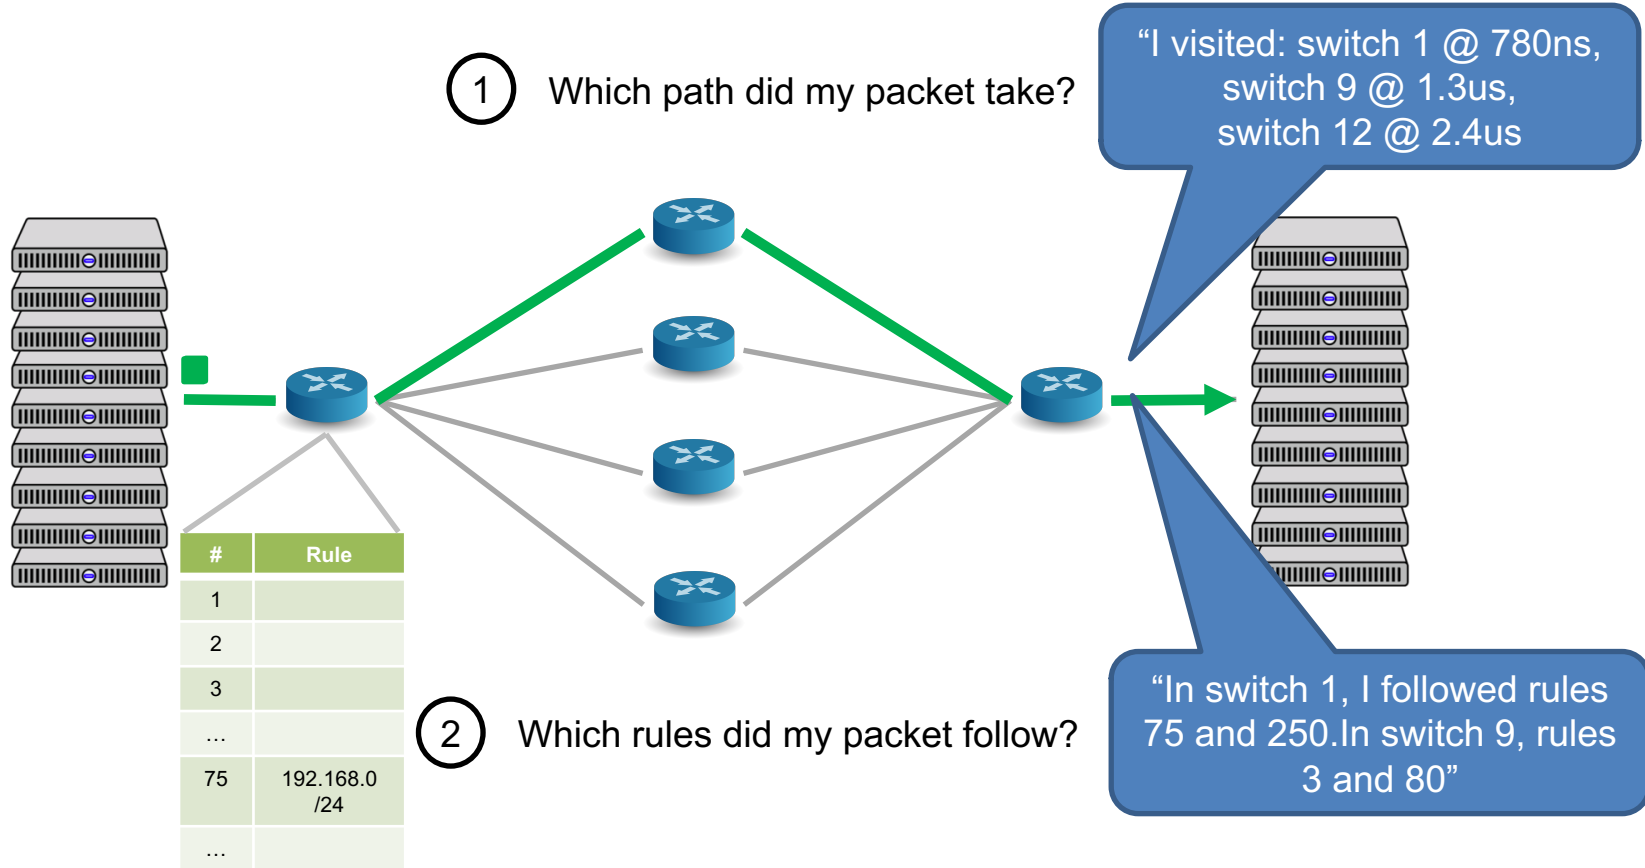 1
Which path did my packet take?
“I visited: switch 1 @ 780ns,
switch 9 @ 1.3us,
switch 12 @ 2.4us
# Rule
1
2
3
...
75 192.168.0
/24
...
2
Which rules did my packet follow?
“In switch 1, I followed rules
75 and 250.In switch 9, rules
3 and 80”